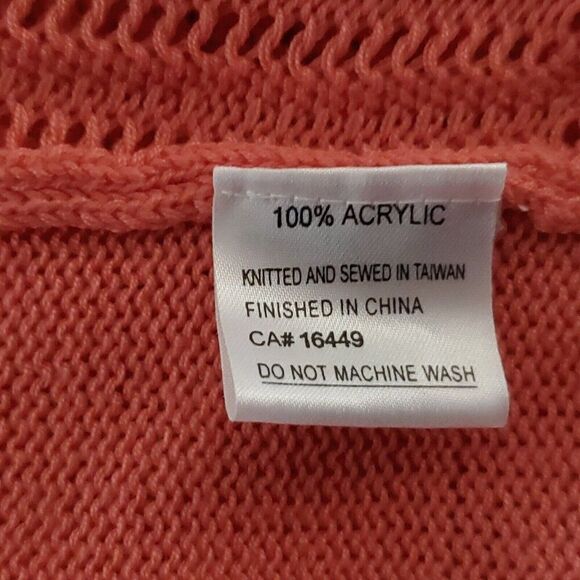 100% ACRYLIC
KNITTED AND SEWED IN TAIWAN
FINISHED IN CHINA
CA# 16449
DO NOT MACHINE WASH